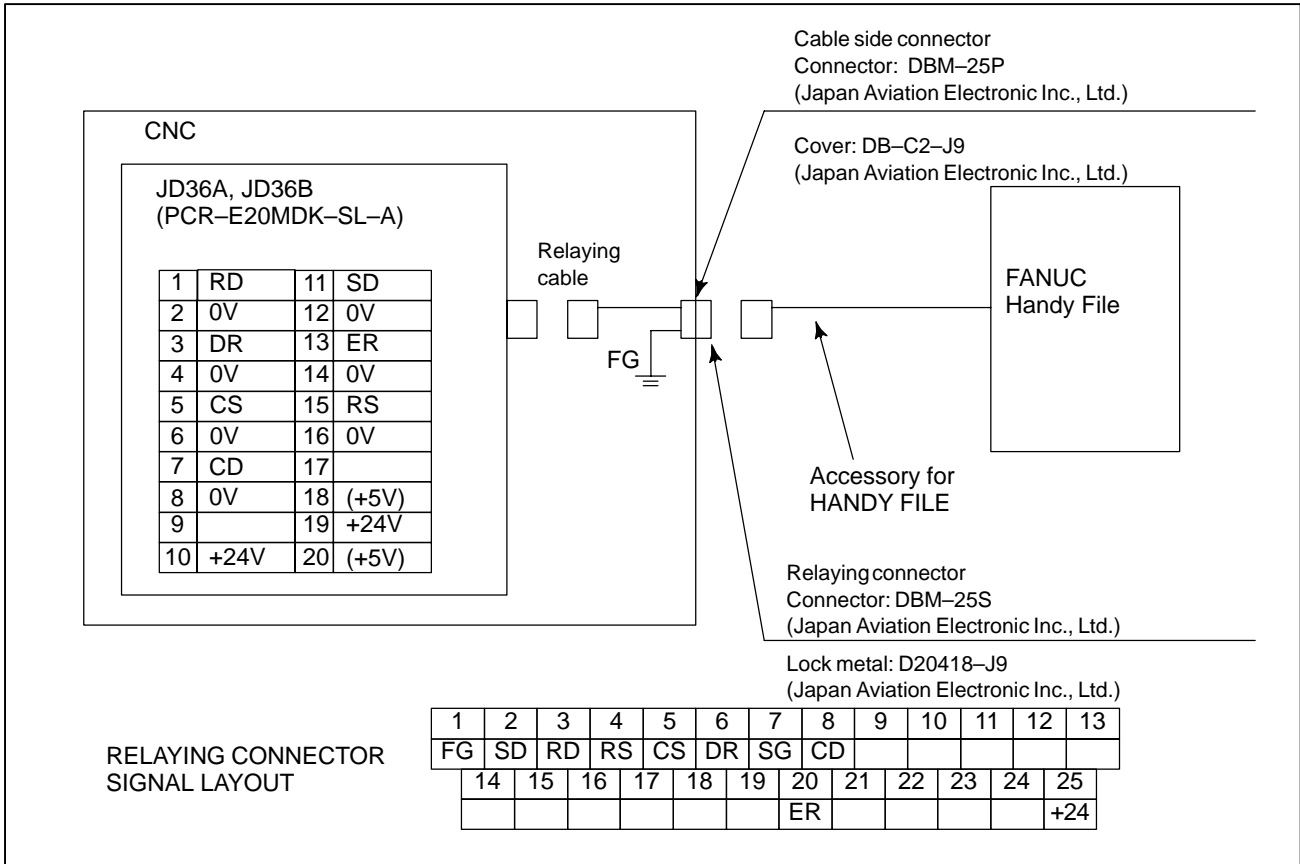 Cable side connector
Connector: DBM–25P
(Japan Aviation Electronic Inc., Ltd.)
Cover: DB–C2–J9
(Japan Aviation Electronic Inc., Ltd.)
CNC
JD36A, JD36B
(PCR–E20MDK–SL–A)
1 RD 11 SD
2 0V 12 0V
3 DR 13 ER
4 0V 14 0V
5 CS 15 RS
6 0V 16 0V
7 CD 17
8 0V 18 (+5V)
9 19 +24V
10 +24V 20 (+5V)
Relaying
cable
FG
FANUC
Handy File
Accessory for
HANDY FILE
Relaying connector
Connector: DBM–25S
(Japan Aviation Electronic Inc., Ltd.)
Lock metal: D20418–J9
(Japan Aviation Electronic Inc., Ltd.)
RELAYING CONNECTOR
SIGNAL LAYOUT
1 2 3 4 5 6 7 8 9 10 11 12 13
FG SD RD RS CS DR SG CD
14 15 16 17 18 19 20 21 22 23 24 25
ER +24